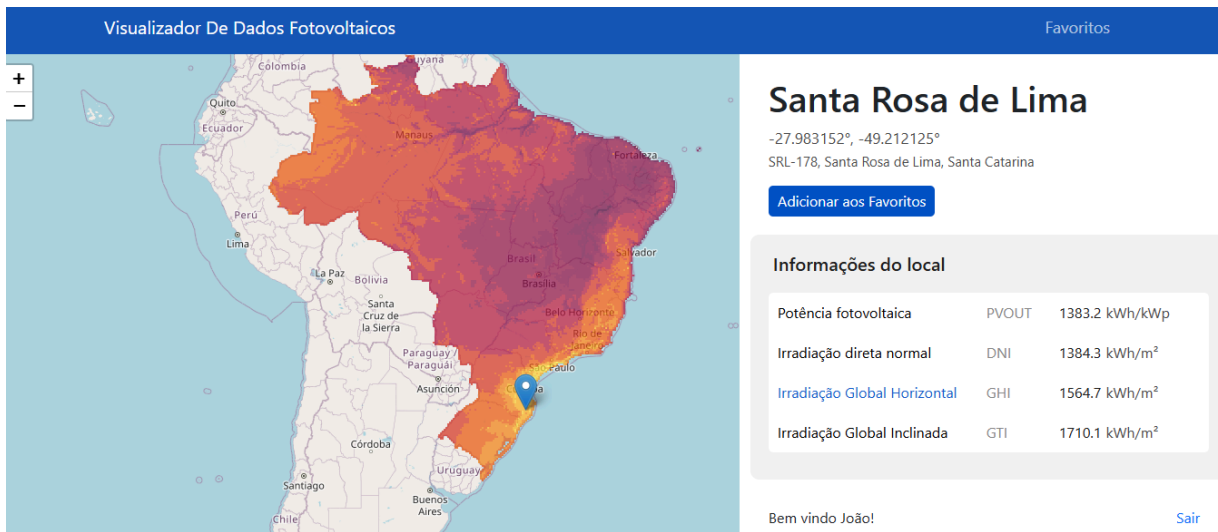 Visualizador De Dados Fotovoltaicos
Favoritos
+
−
Colombia
Guyana
Quito
Ecuador
Manaus
Fortaleza
Perú
Lima
Salvador
Brasil
La Paz
Bolivia
Brasília
Santa
Cruz de
la Sierra
Belo Horizonte
Rio de
Janeiro
Paraguay /
Paraguái
São Paulo
Asunción
Córdoba
Uruguay
Santiago
Buenos
Aires
Chile
Santa Rosa de Lima
-27.983152°, -49.212125°
SRL-178, Santa Rosa de Lima, Santa Catarina
Adicionar aos Favoritos
Informações do local
Potência fotovoltaica PVOUT 1383.2 kWh/kWp
Irradiação direta normal DNI 1384.3 kWh/m²
Irradiação Global Horizontal GHI 1564.7 kWh/m²
Irradiação Global Inclinada GTI 1710.1 kWh/m²
Bem vindo João! Sair